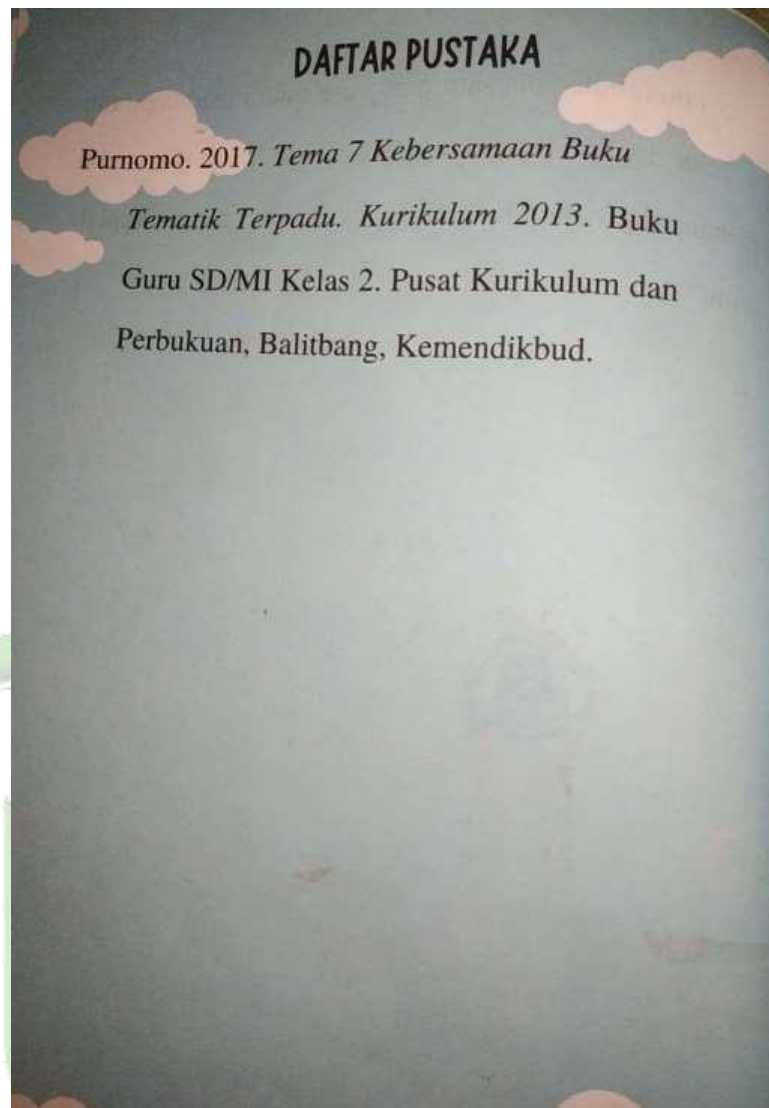 DAFTAR PUSTAKA
Purnomo. 2017. Tema 7 Kebersamaan Buku
Tematik Terpadu. Kurikulum 2013. Buku
Guru SD/MI Kelas 2. Pusat Kurikulum dan
Perbukuan, Balitbang, Kemendikbud.